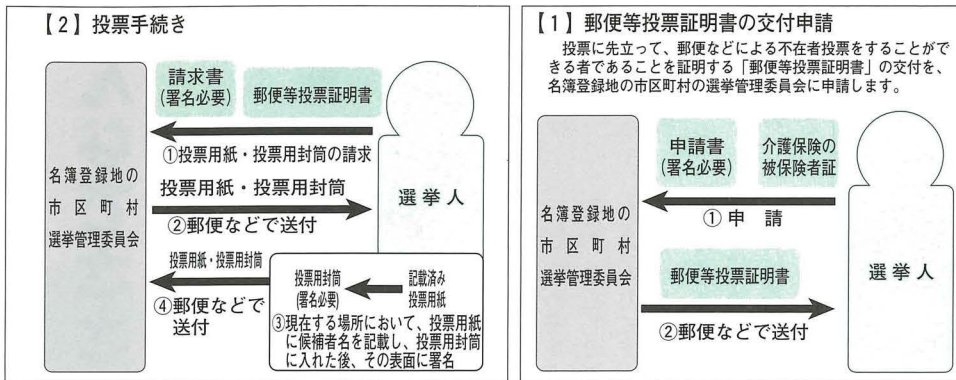 【2】投票手続き
請求書
(署名必要)
郵便等投票証明書
①投票用紙・投票用封筒の請求
名簿登録地の
市区町村
選挙管理委員会
投票用紙・投票用封筒
②郵便などで送付
選挙人
投票用紙・投票用封筒
④郵便などで
送付
投票用封筒
(署名必要)
記載済み
投票用紙
③現在する場所において、投票用紙
に候補者名を記載し、投票用封筒
に入れた後、その表面に署名
【1】郵便等投票証明書の交付申請
投票に先立って、郵便などによる不在者投票をすることがで
きる者であることを証明する「郵便等投票証明書」の交付を、
名簿登録地の市区町村の選挙管理委員会に申請します。
申請書
(署名必要)
介護保険の
被保険者証
①申請
名簿登録地の
市区町村
選挙管理委員会
郵便等投票証明書
②郵便などで送付
選挙人